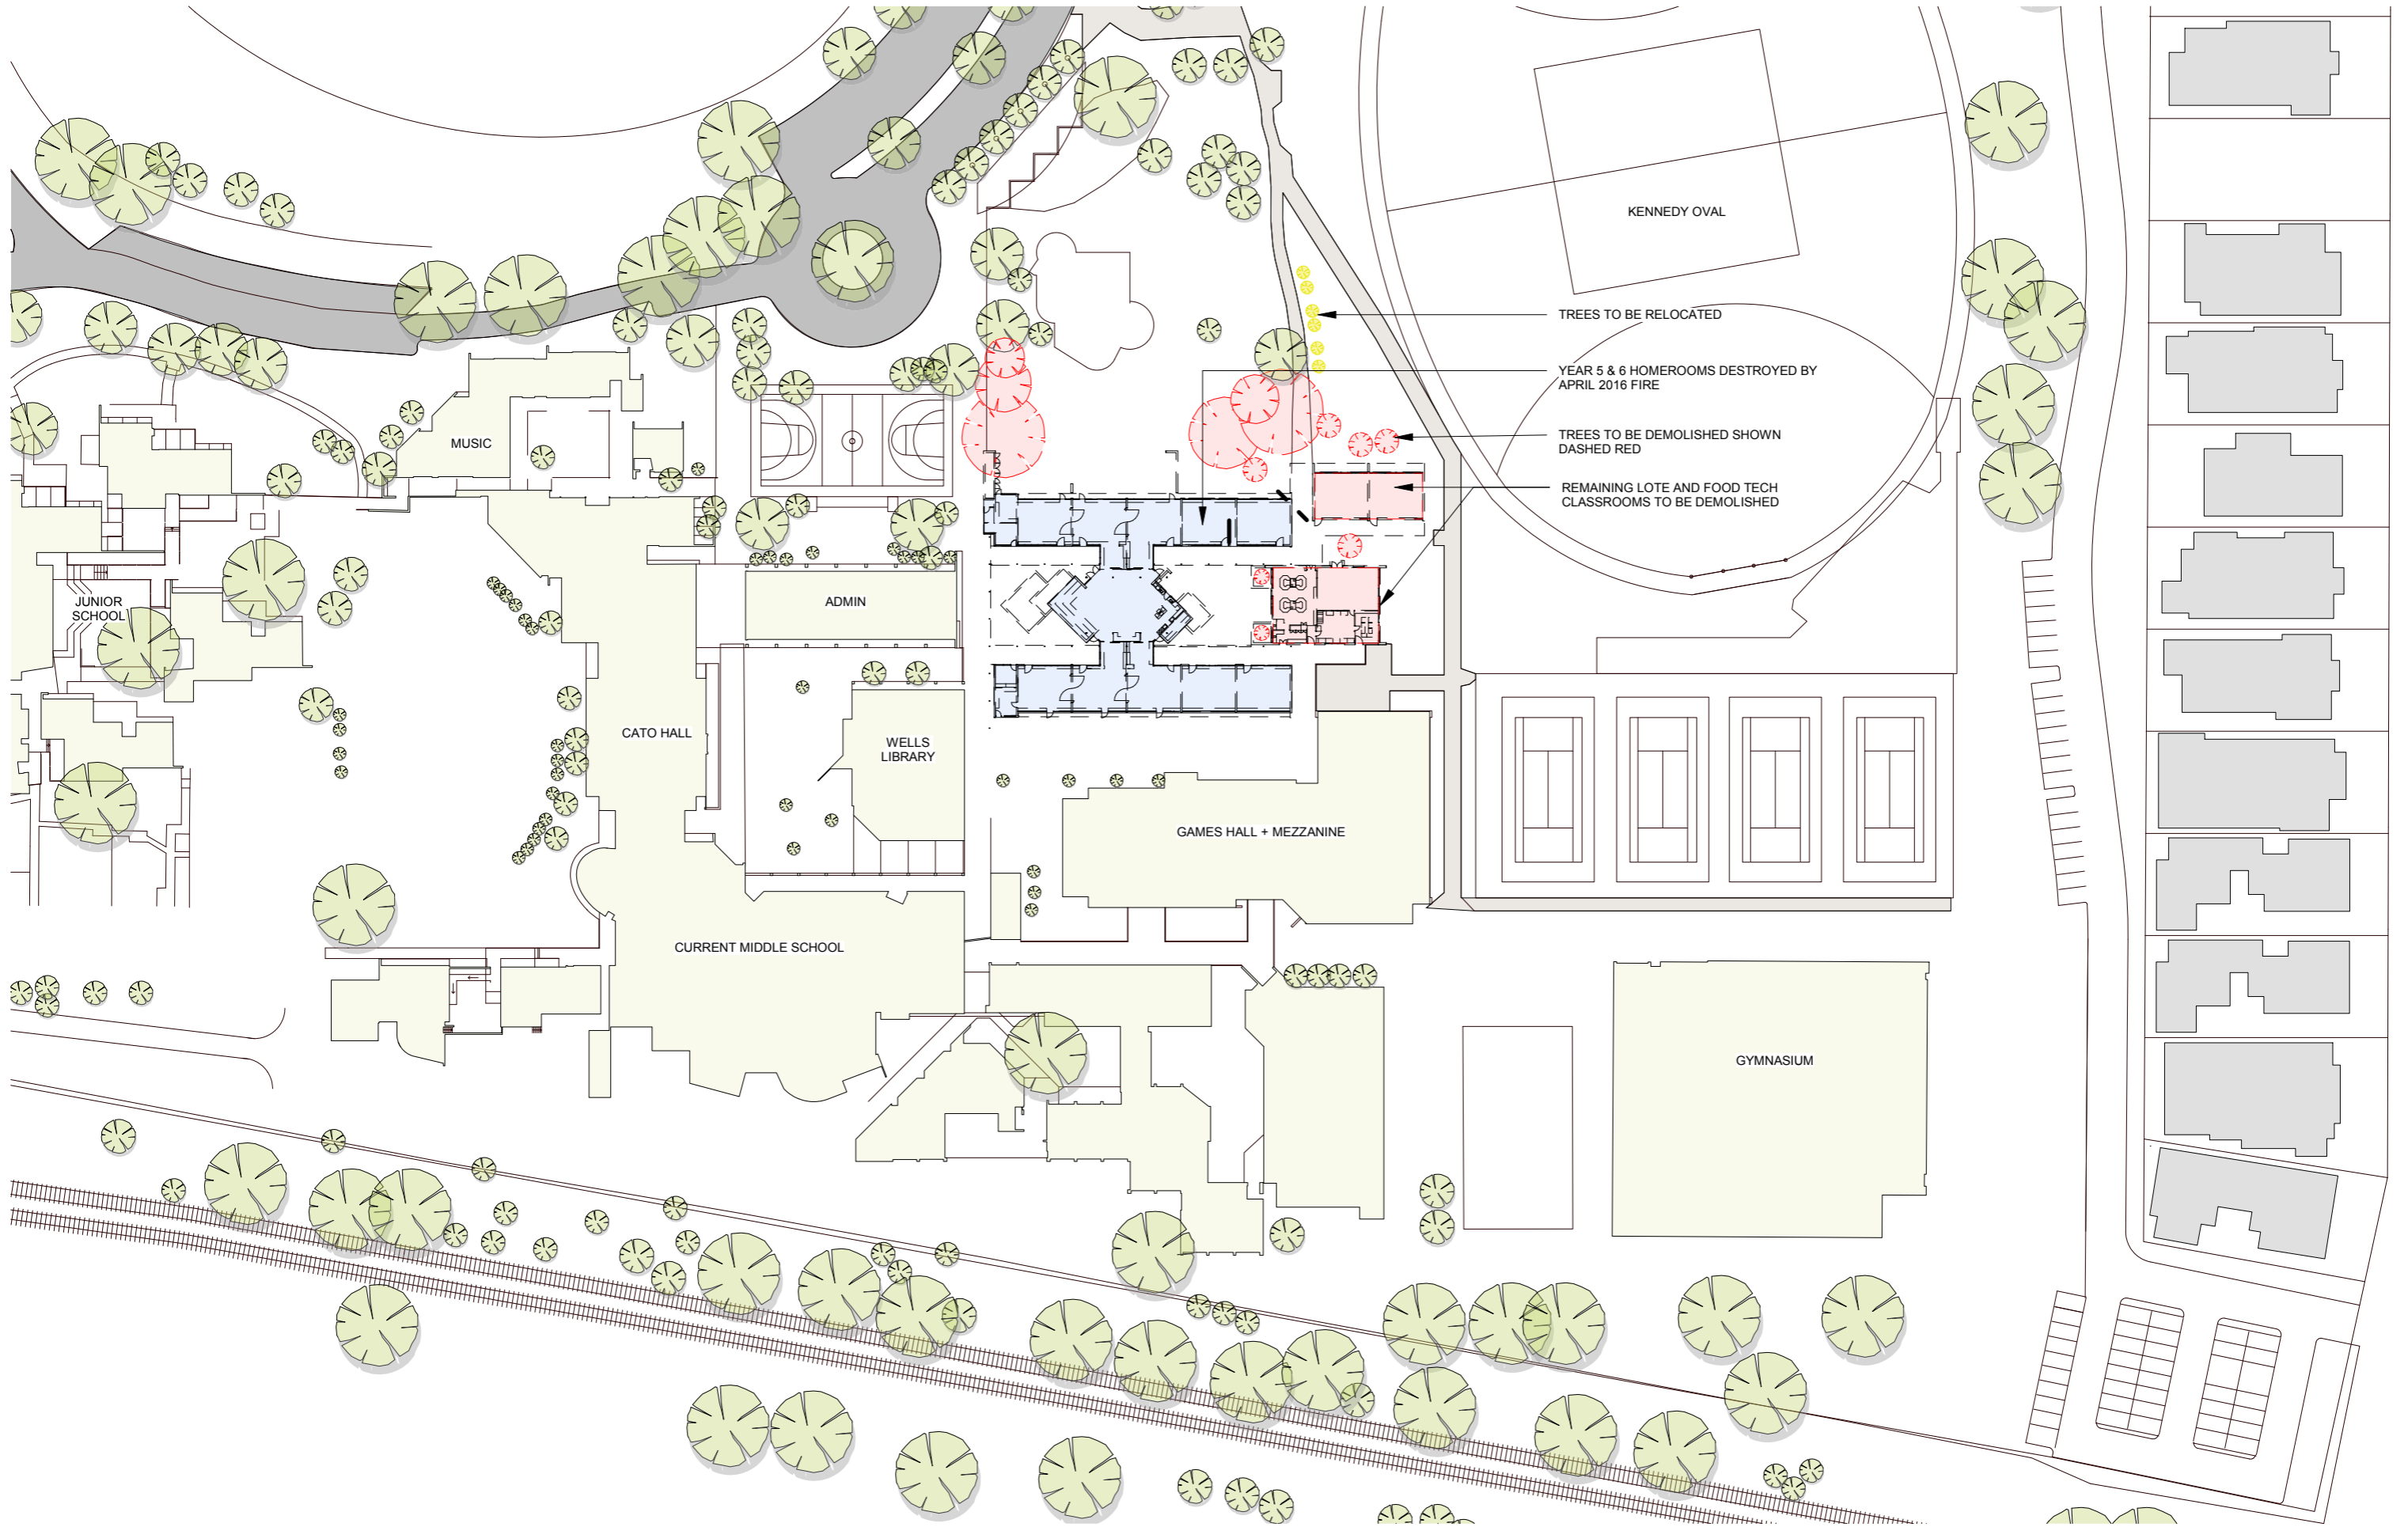 KENNEDY OVAL
TREES TO BE RELOCATED
YEAR 5 & 6 HOMEROOMS DESTROYED BY
APRIL 2016 FIRE
TREES TO BE DEMOLISHED SHOWN
DASHED RED
REMAINING LOTE AND FOOD TECH
CLASSROOMS TO BE DEMOLISHED
MUSIC
JUNIOR
SCHOOL
ADMIN
CATO HALL
WELLS
LIBRARY
GAMES HALL + MEZZANINE
CURRENT MIDDLE SCHOOL
GYMNASIUM